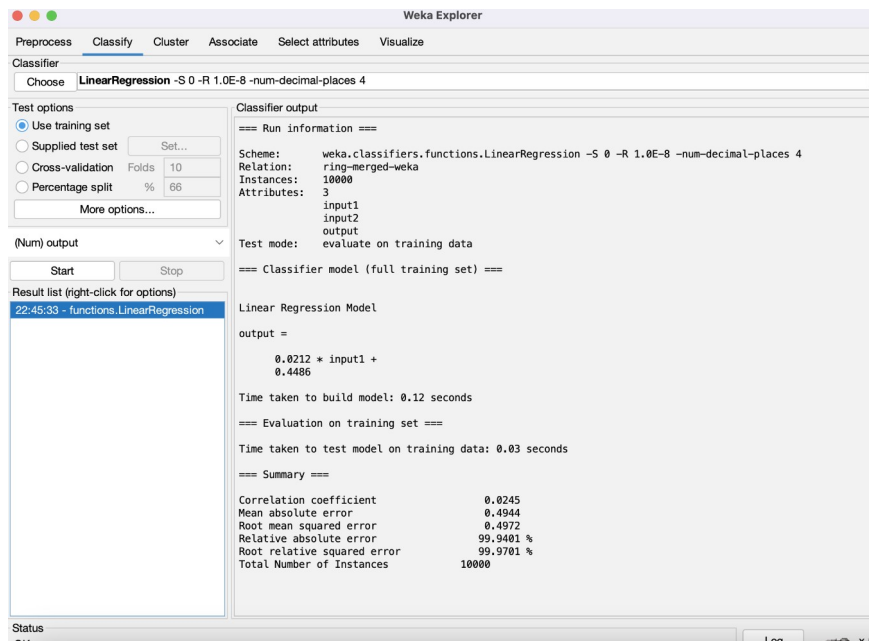 Weka Explorer
Preprocess Classify Cluster Associate Select attributes Visualize
Classifier
Choose LinearRegression -S 0 -R 1.0E-8 -num-decimal-places 4
Test options
Use training set
Supplied test set Set...
Cross-validation Folds 10
Percentage split % 66
More options...
(Num) output
Start Stop
Result list (right-click for options)
22:45:33 - functions.LinearRegression
Classifier output
=== Run information ===
Scheme: weka.classifiers.functions.LinearRegression -S 0 -R 1.0E-8 -num-decimal-places 4
Relation: ring-merged-weka
Instances: 10000
Attributes: 3
input1
input2
output
Test mode: evaluate on training data
=== Classifier model (full training set) ===
Linear Regression Model
output =
0.0212 * input1 +
0.4486
Time taken to build model: 0.12 seconds
=== Evaluation on training set ===
Time taken to test model on training data: 0.03 seconds
=== Summary ===
Correlation coefficient 0.0245
Mean absolute error 0.4944
Root mean squared error 0.4972
Relative absolute error 99.9401 %
Root relative squared error 99.9701 %
Total Number of Instances 10000
Status
Log